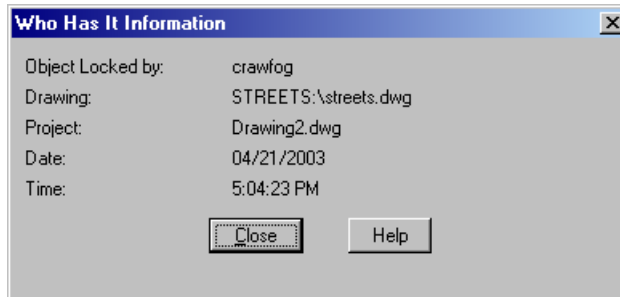 Who Has It Information
Object Locked by: crawfog
Drawing: STREETS:\streets.dwg
Project: Drawing2.dwg
Date: 04/21/2003
Time: 5:04:23 PM
Close Help